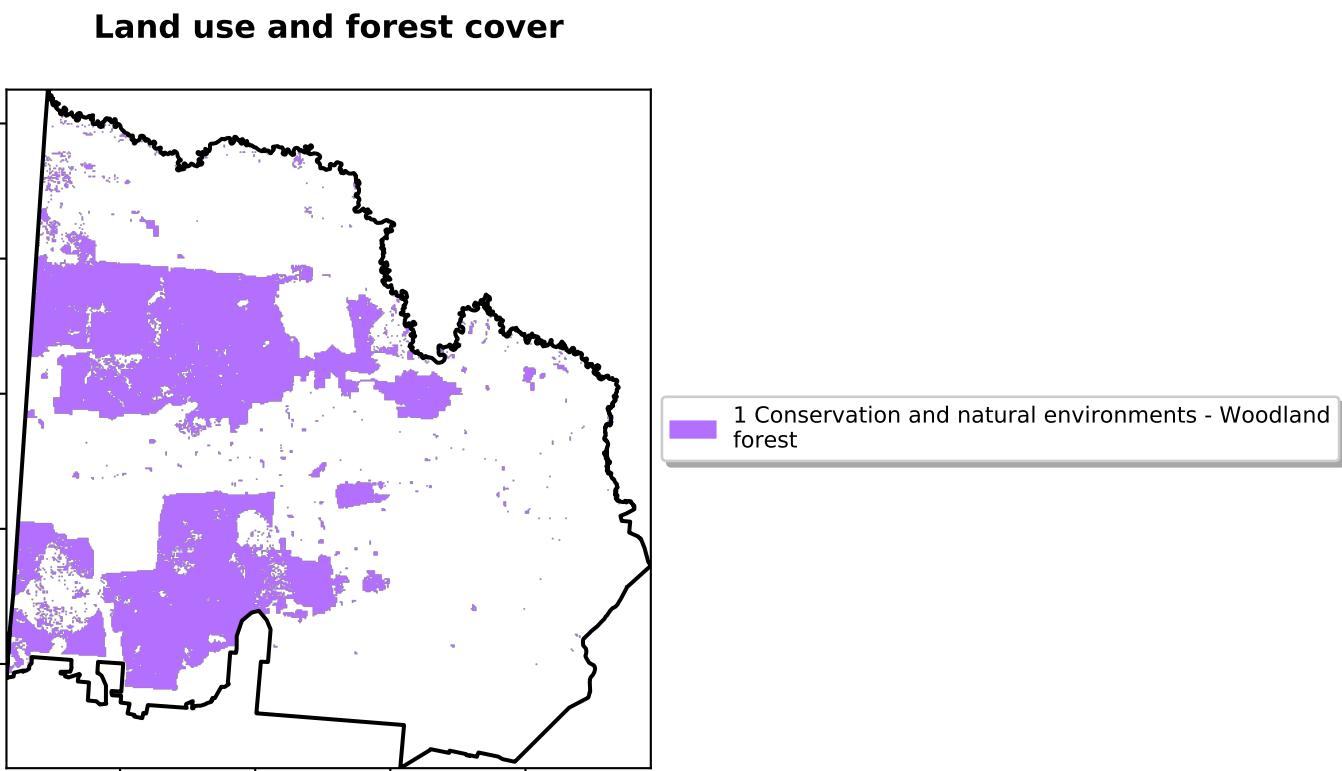 Land use and forest cover
1 Conservation and natural environments - Woodland
forest